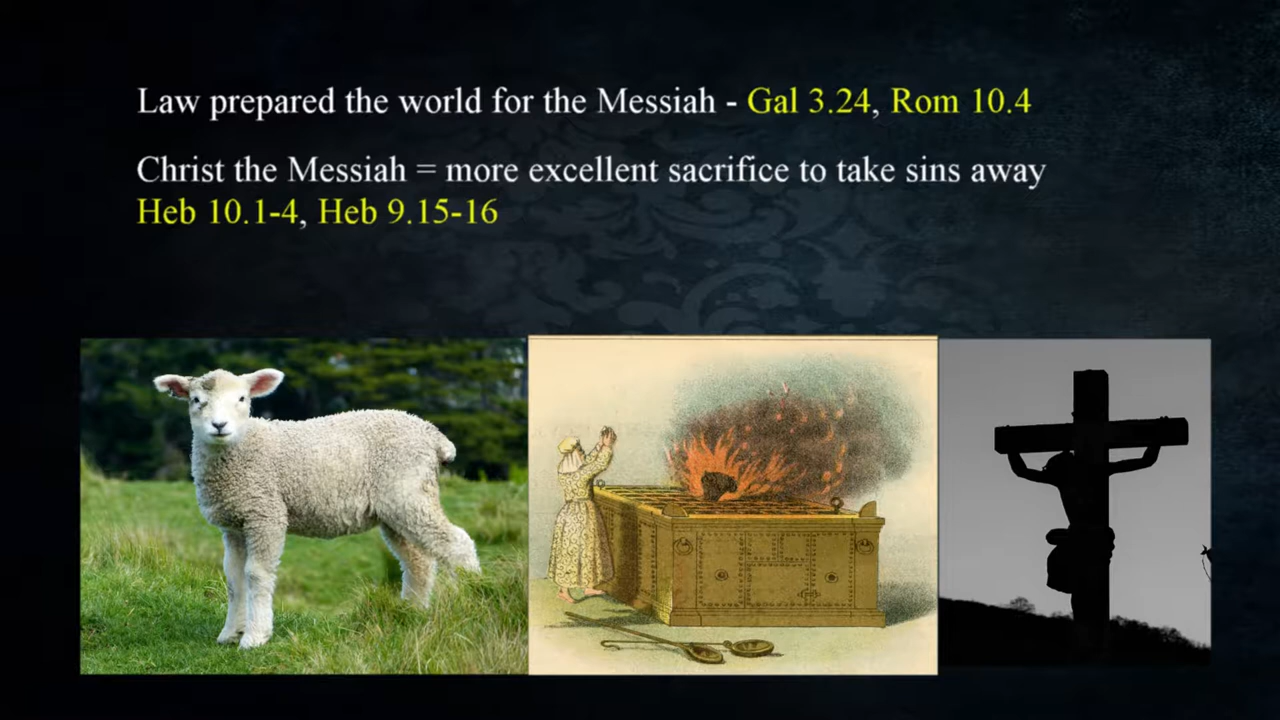 Law prepared the world for the Messiah - Gal 3.24, Rom 10.4
Christ the Messiah = more excellent sacrifice to take sins away
Heb 10.1-4, Heb 9.15-16